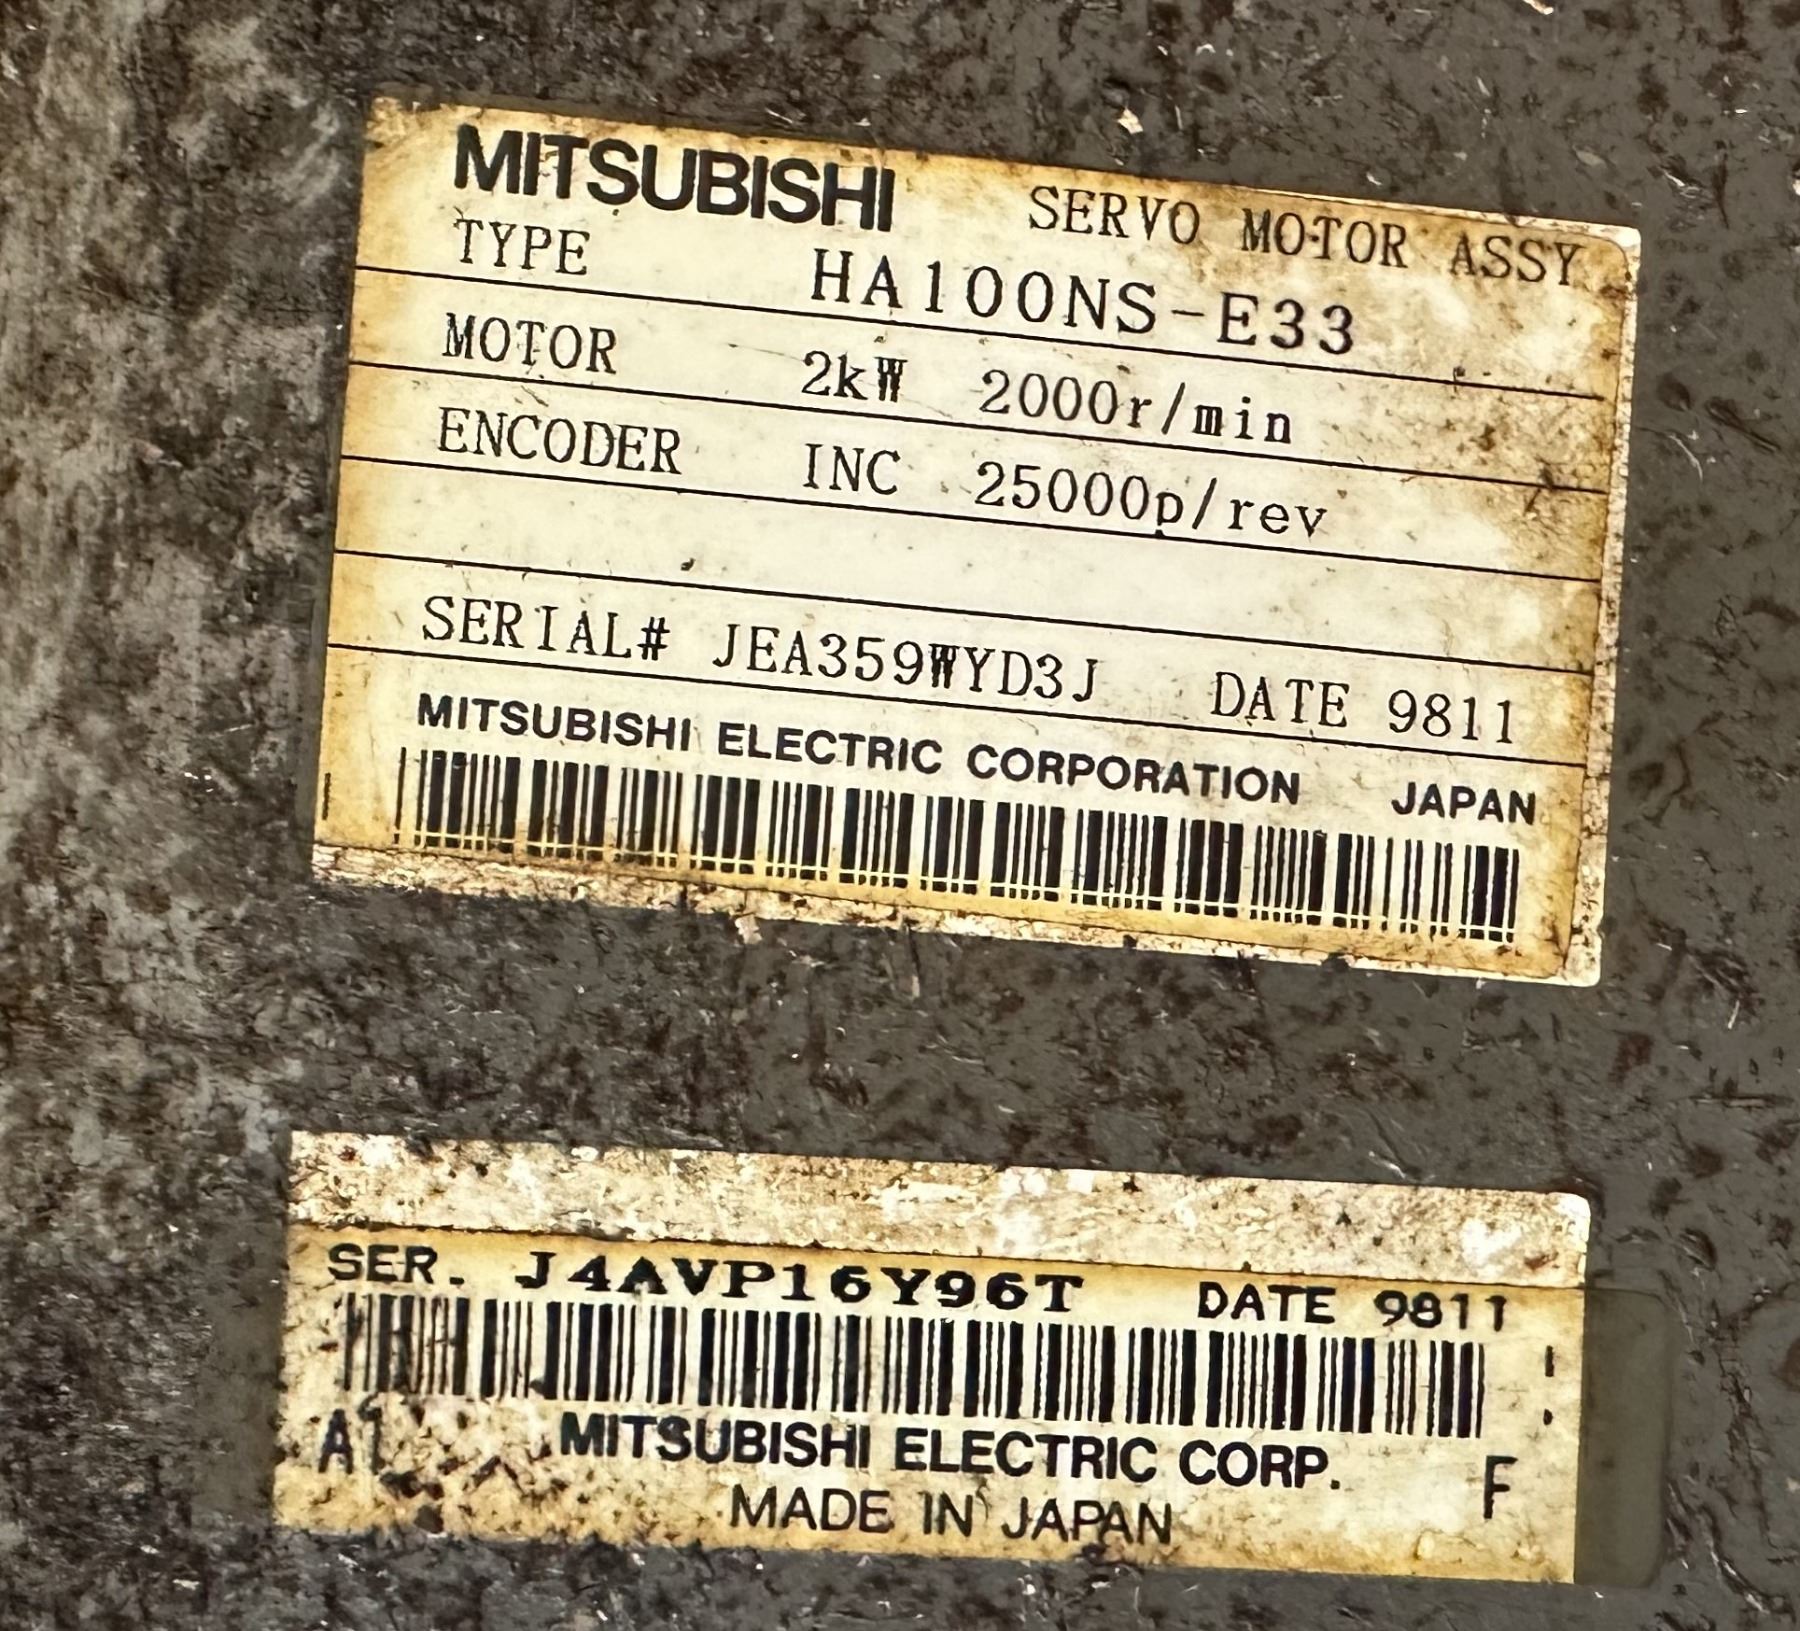 MITSUBISHI SERVO MOTOR ASSY
TYPE HA100NS-E33
MOTOR 2kW 2000r/min
ENCODER INC 25000p/rev
SERIAL# JEA359WYD3J DATE 9811
MITSUBISHI ELECTRIC CORPORATION JAPAN
SER. J4AVP16Y96T DATE 9811
A1 MITSUBISHI ELECTRIC CORP. F
MADE IN JAPAN